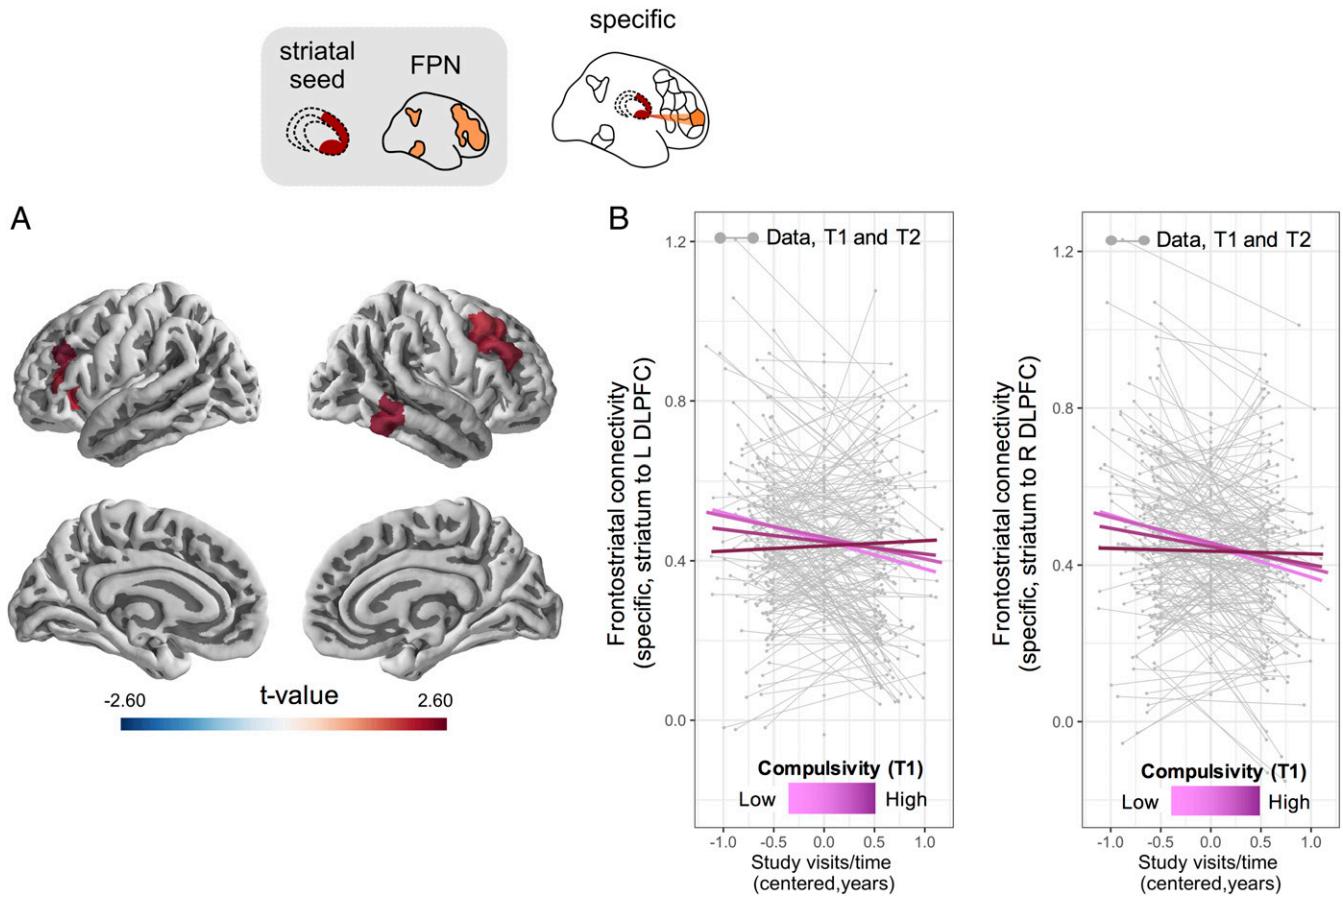 striatal
seed
FPN
specific
A
-2.60
t-value
2.60
B
Data, T1 and T2
1.2
0.8
0.4
0.0
Frontostriatal connectivity
(specific, striatum to L DLPFC)
Compulsivity (T1)
Low
High
-1.0
-0.5
0.0
0.5
1.0
Study visits/time
(centered,years)
Data, T1 and T2
1.2
0.8
0.4
0.0
Frontostriatal connectivity
(specific, striatum to R DLPFC)
Compulsivity (T1)
Low
High
-1.0
-0.5
0.0
0.5
1.0
Study visits/time
(centered,years)